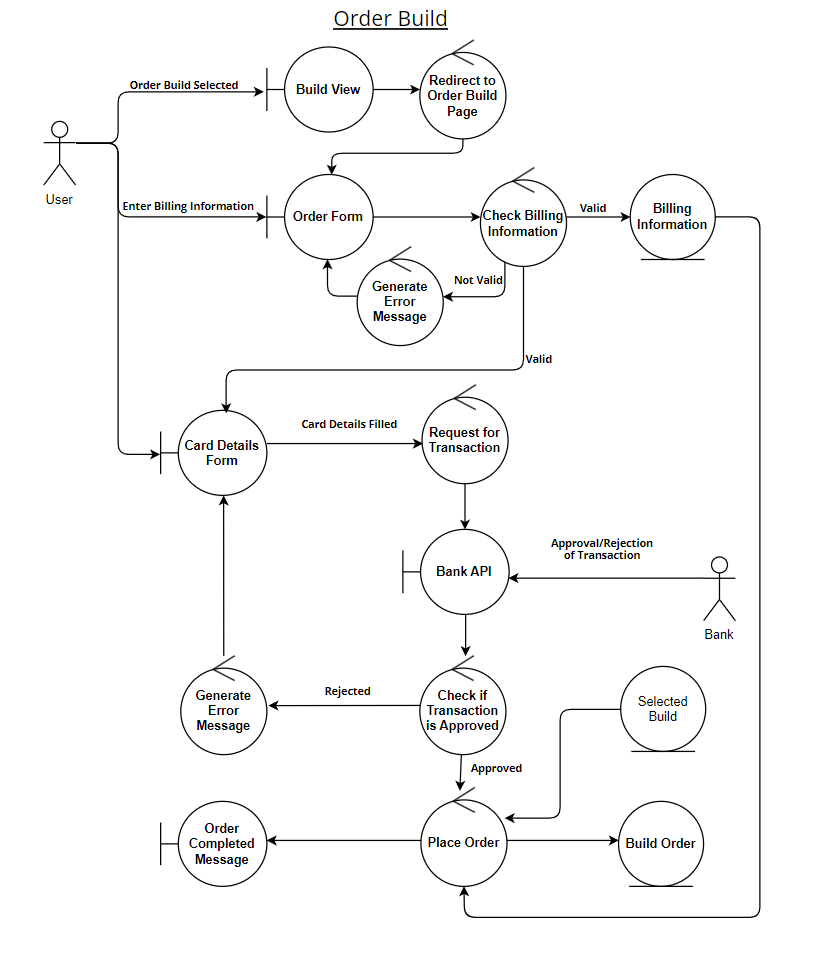 Order Build
Order Build Selected
Build View
Redirect to
Order Build
Page
User
Enter Billing Information
Order Form
Check Billing
Information
Valid
Billing
Information
Not Valid
Generate
Error
Message
Valid
Card Details
Form
Card Details Filled
Request for
Transaction
Bank API
Approval/Rejection
of Transaction
Bank
Generate
Error
Message
Rejected
Check if
Transaction
is Approved
Selected
Build
Approved
Order
Completed
Message
Place Order
Build Order